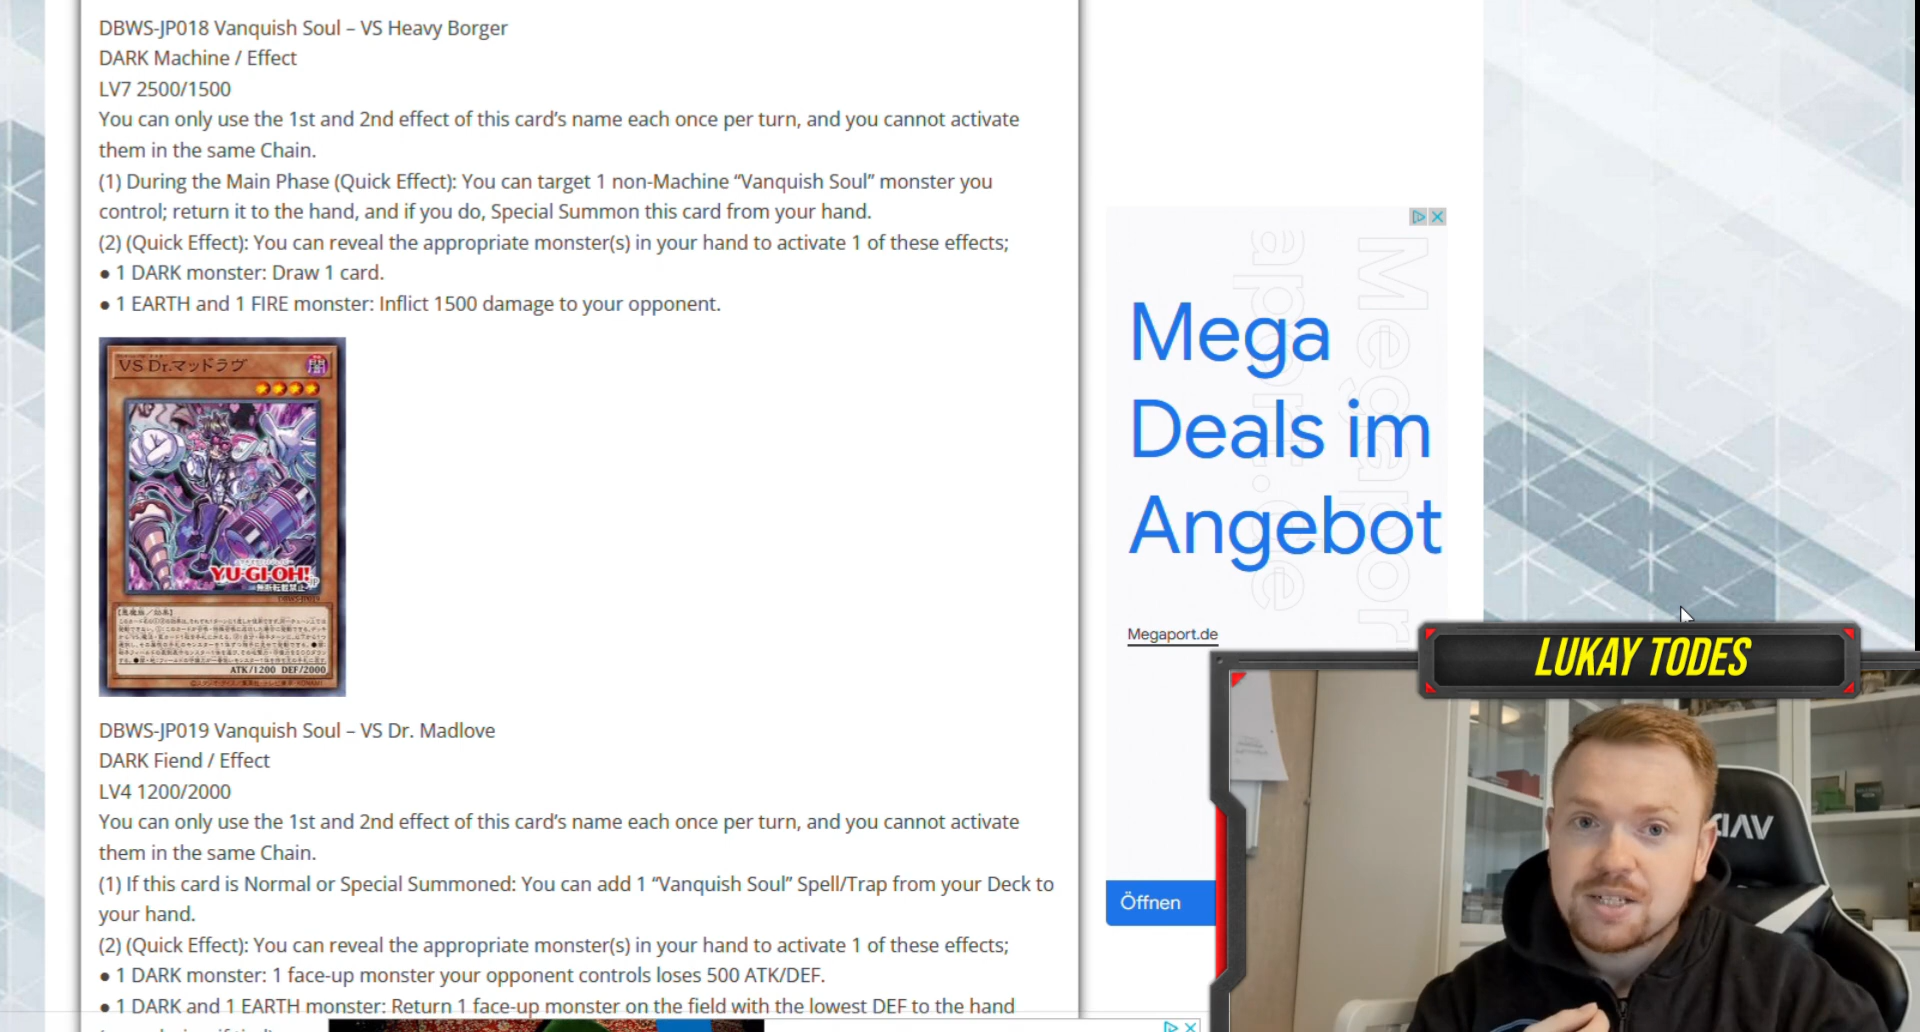 DBWS-JP018 Vanquish Soul – VS Heavy Borger
DARK Machine / Effect
LV7 2500/1500
You can only use the 1st and 2nd effect of this card’s name each once per turn, and you cannot activate
them in the same Chain.
(1) During the Main Phase (Quick Effect): You can target 1 non-Machine “Vanquish Soul” monster you
control; return it to the hand, and if you do, Special Summon this card from your hand.
(2) (Quick Effect): You can reveal the appropriate monster(s) in your hand to activate 1 of these effects;
● 1 DARK monster: Draw 1 card.
● 1 EARTH and 1 FIRE monster: Inflict 1500 damage to your opponent.
VS Dr.マッドラヴ
闇
YU-GI-OH!.jp
無断転載禁止
DBWS-JP019
ATK/1200 DEF/2000
DBWS-JP019 Vanquish Soul – VS Dr. Madlove
DARK Fiend / Effect
LV4 1200/2000
You can only use the 1st and 2nd effect of this card’s name each once per turn, and you cannot activate
them in the same Chain.
(1) If this card is Normal or Special Summoned: You can add 1 “Vanquish Soul” Spell/Trap from your Deck to
your hand.
(2) (Quick Effect): You can reveal the appropriate monster(s) in your hand to activate 1 of these effects;
● 1 DARK monster: 1 face-up monster your opponent controls loses 500 ATK/DEF.
● 1 DARK and 1 EARTH monster: Return 1 face-up monster on the field with the lowest DEF to the hand
Megaport.de
Mega
Deals im
Angebot
Megaport.de
Öffnen
LUKAY TODES